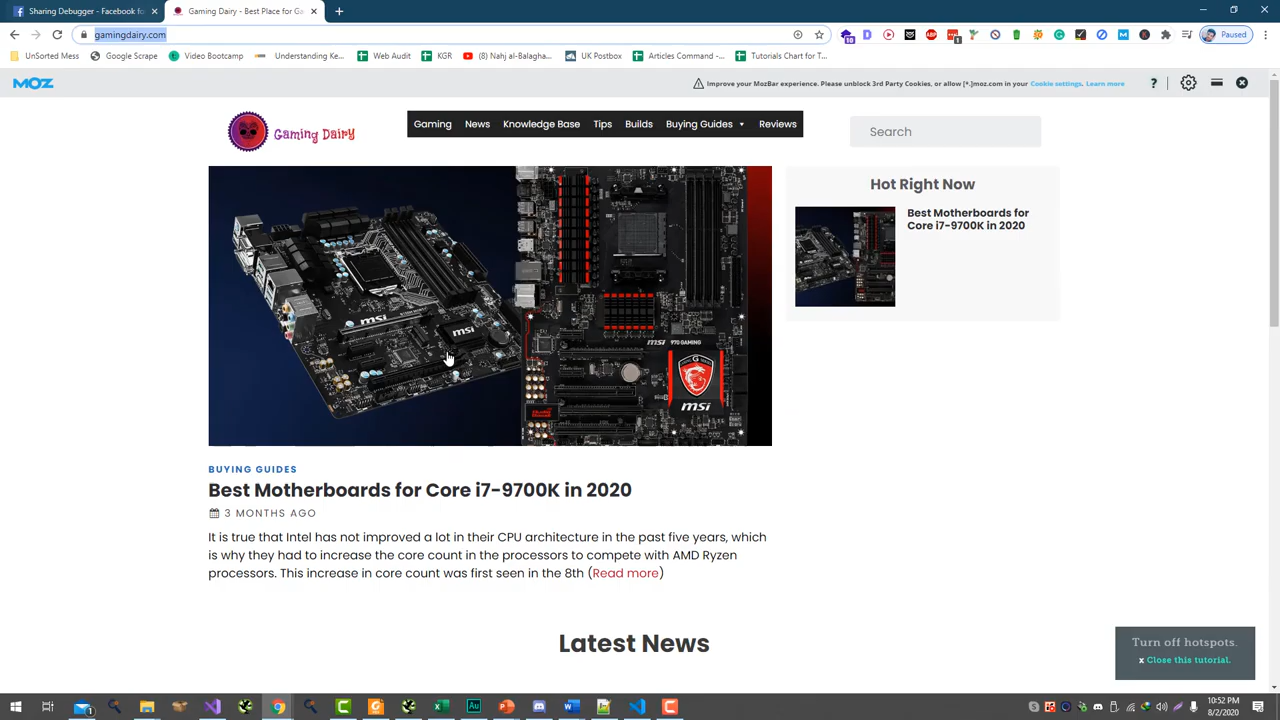 Sharing Debugger - Facebook for
Gaming Dairy - Best Place for Ga
gamingdairy.com
Paused
UnSorted Mess
Google Scrape
Video Bootcamp
Understanding Ke...
Web Audit
KGR
(8) Nahj al-Balagha...
UK Postbox
Articles Command -...
Tutorials Chart for T...
MOZ
Improve your MozBar experience. Please unblock 3rd Party Cookies, or allow [*.]moz.com in your Cookie settings. Learn more
?
Gaming Dairy
Gaming
News
Knowledge Base
Tips
Builds
Buying Guides
Reviews
Search
Hot Right Now
Best Motherboards for
Core i7-9700K in 2020
msi
msi
msi 970 GAMING
msi
BUYING GUIDES
Best Motherboards for Core i7-9700K in 2020
3 MONTHS AGO
It is true that Intel has not improved a lot in their CPU architecture in the past five years, which
is why they had to increase the core count in the processors to compete with AMD Ryzen
processors. This increase in core count was first seen in the 8th (Read more)
Latest News
Turn off hotspots.
x Close this tutorial.
10:52 PM
8/2/2020